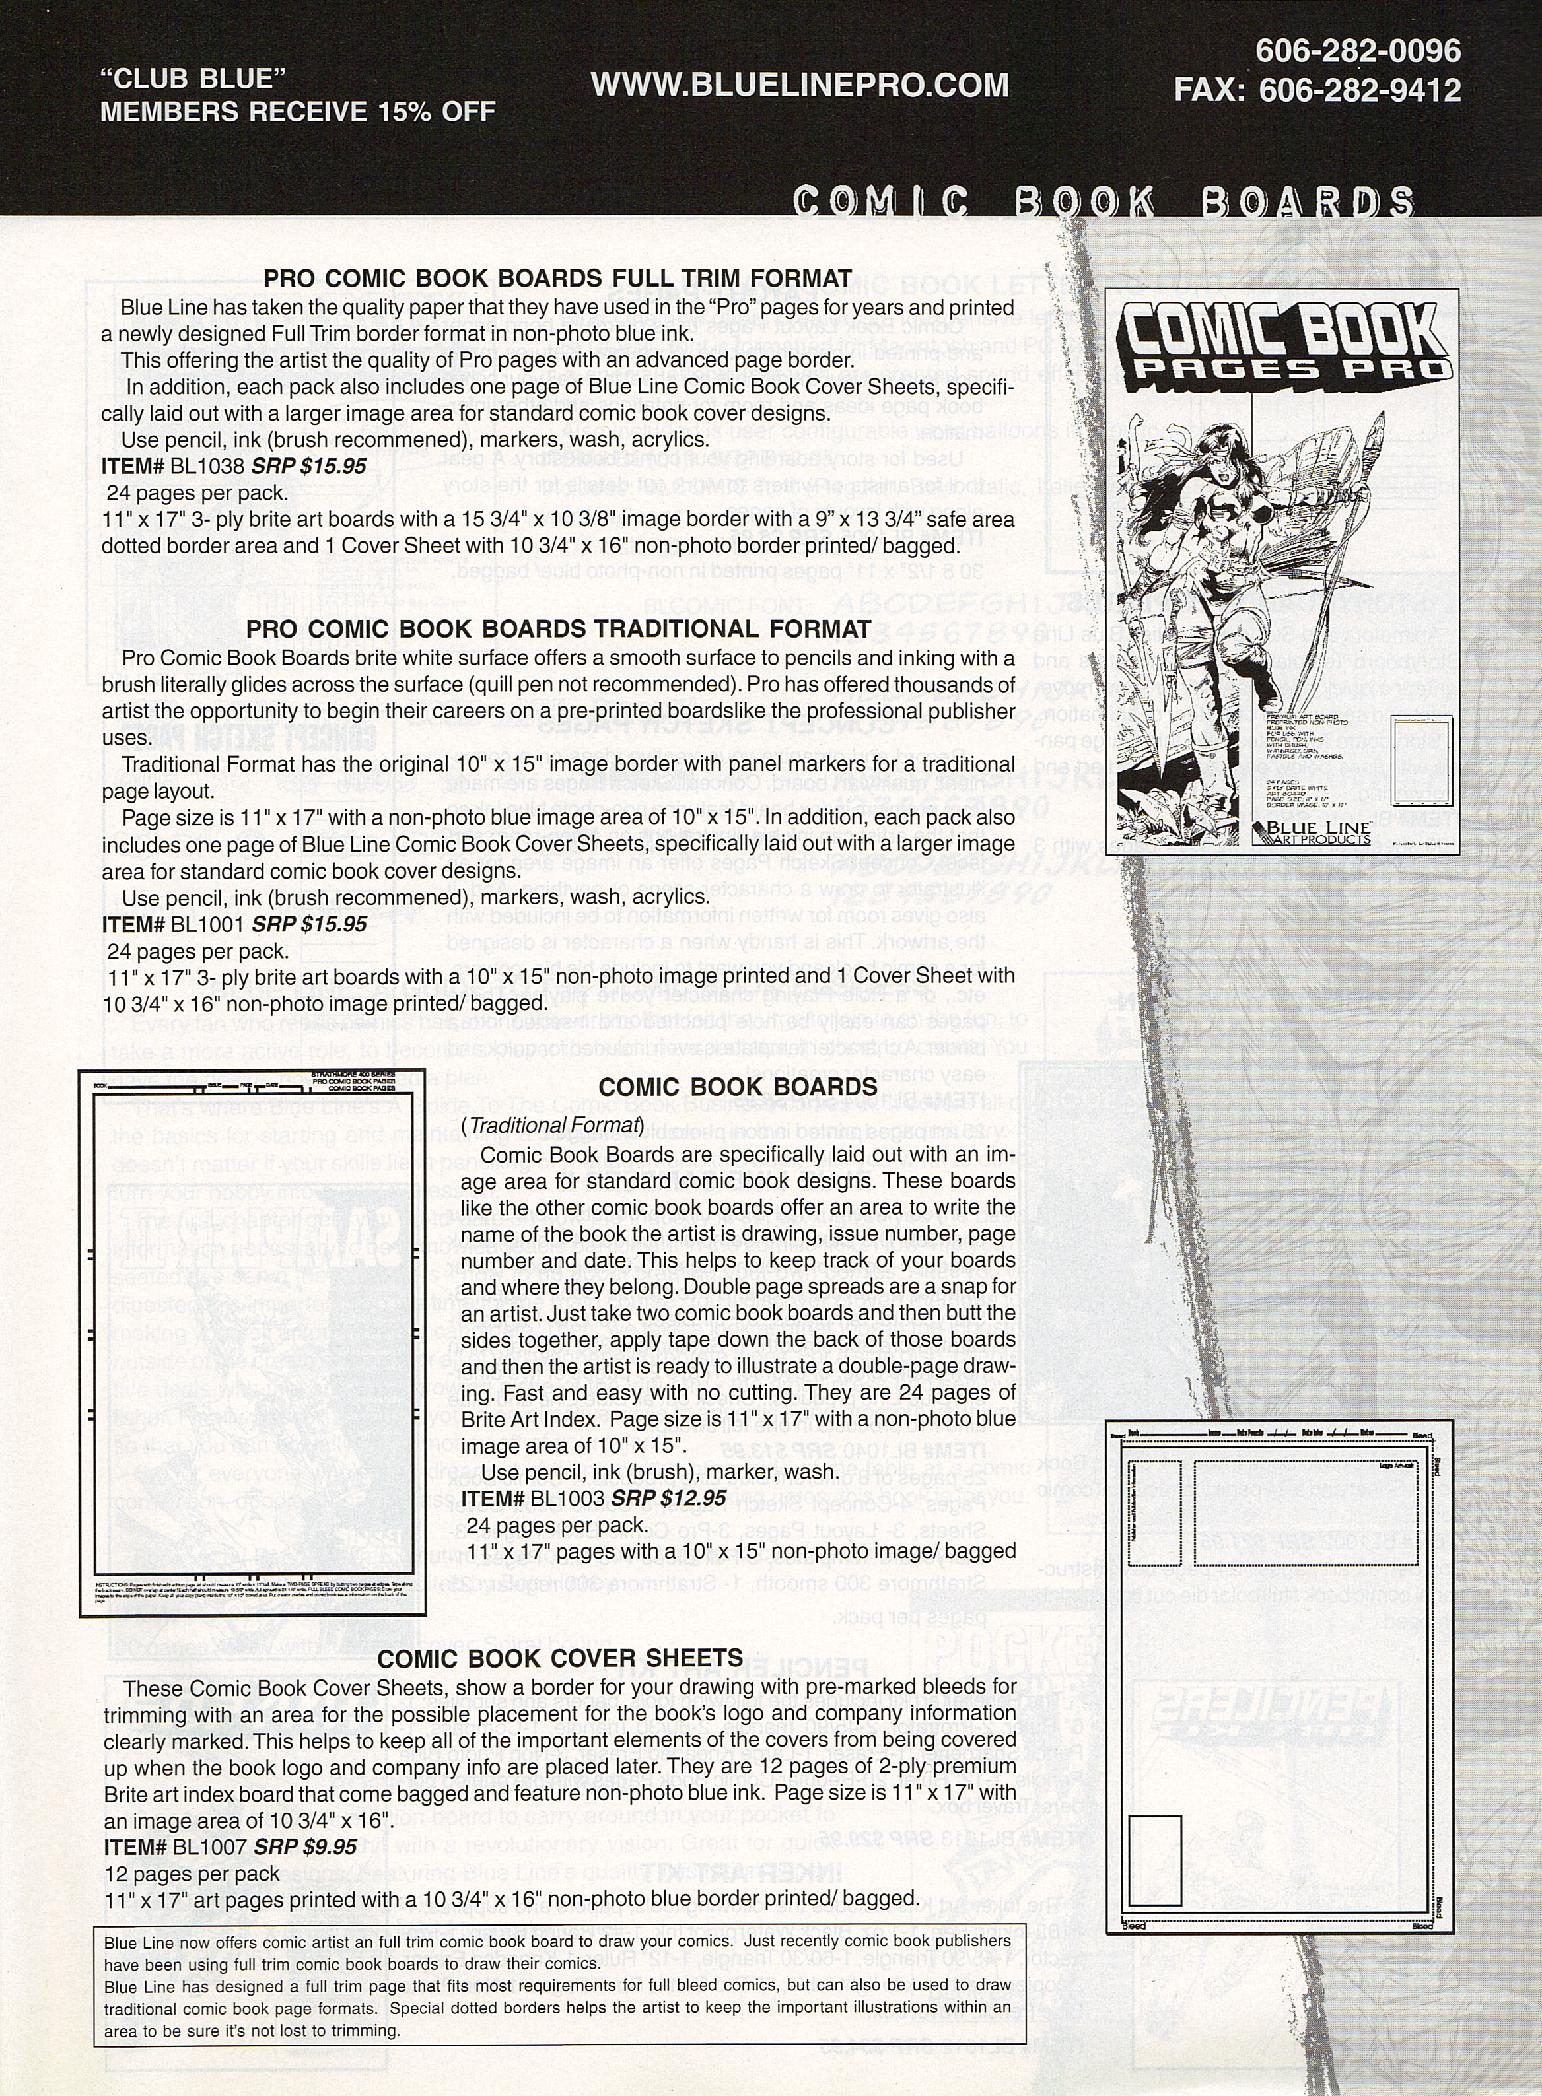 “CLUB BLUE”
MEMBERS RECEIVE 15% OFF
WWW.BLUELINEPRO.COM
606-282-0096
FAX: 606-282-9412
COMIC BOOK BOARDS
PRO COMIC BOOK BOARDS FULL TRIM FORMAT
Blue Line has taken the quality paper that they have used in the “Pro” pages for years and printed
a newly designed Full Trim border format in non-photo blue ink.
This offering the artist the quality of Pro pages with an advanced page border.
In addition, each pack also includes one page of Blue Line Comic Book Cover Sheets, specifi-
cally laid out with a larger image area for standard comic book cover designs.
Use pencil, ink (brush recommened), markers, wash, acrylics.
ITEM# BL1038 SRP $15.95
24 pages per pack.
11" x 17" 3- ply brite art boards with a 15 3/4" x 10 3/8" image border with a 9” x 13 3/4” safe area
dotted border area and 1 Cover Sheet with 10 3/4" x 16" non-photo border printed/ bagged.
PRO COMIC BOOK BOARDS TRADITIONAL FORMAT
Pro Comic Book Boards brite white surface offers a smooth surface to pencils and inking with a
brush literally glides across the surface (quill pen not recommended). Pro has offered thousands of
artist the opportunity to begin their careers on a pre-printed boardslike the professional publisher
uses.
Traditional Format has the original 10" x 15" image border with panel markers for a traditional
page layout.
Page size is 11" x 17" with a non-photo blue image area of 10" x 15". In addition, each pack also
includes one page of Blue Line Comic Book Cover Sheets, specifically laid out with a larger image
area for standard comic book cover designs.
Use pencil, ink (brush recommened), markers, wash, acrylics.
ITEM# BL1001 SRP $15.95
24 pages per pack.
11" x 17" 3- ply brite art boards with a 10" x 15" non-photo image printed and 1 Cover Sheet with
10 3/4" x 16" non-photo image printed/ bagged.
COMIC BOOK
PAGES PRO
PREMIUM ART BOARD
24 PAGES
BLUE LINE
ART PRODUCTS
BOOK ISSUE PAGE DATE
STRATHMORE 400 SERIES
PRO COMIC BOOK PAGES
COMIC BOOK PAGES
COMIC BOOK BOARDS
(Traditional Format)
Comic Book Boards are specifically laid out with an im-
age area for standard comic book designs. These boards
like the other comic book boards offer an area to write the
name of the book the artist is drawing, issue number, page
number and date. This helps to keep track of your boards
and where they belong. Double page spreads are a snap for
an artist. Just take two comic book boards and then butt the
sides together, apply tape down the back of those boards
and then the artist is ready to illustrate a double-page draw-
ing. Fast and easy with no cutting. They are 24 pages of
Brite Art Index. Page size is 11" x 17" with a non-photo blue
image area of 10" x 15".
Use pencil, ink (brush), marker, wash.
ITEM# BL1003 SRP $12.95
24 pages per pack.
11" x 17" pages with a 10" x 15" non-photo image/ bagged
COMIC BOOK COVER SHEETS
These Comic Book Cover Sheets, show a border for your drawing with pre-marked bleeds for
trimming with an area for the possible placement for the book’s logo and company information
clearly marked. This helps to keep all of the important elements of the covers from being covered
up when the book logo and company info are placed later. They are 12 pages of 2-ply premium
Brite art index board that come bagged and feature non-photo blue ink. Page size is 11" x 17" with
an image area of 10 3/4" x 16".
ITEM# BL1007 SRP $9.95
12 pages per pack
11" x 17" art pages printed with a 10 3/4" x 16" non-photo blue border printed/ bagged.
Bleed
Bleed
Bleed
Logo Artwork
Bleed
Bleed
Bleed
Blue Line now offers comic artist an full trim comic book board to draw your comics. Just recently comic book publishers
have been using full trim comic book boards to draw their comics.
Blue Line has designed a full trim page that fits most requirements for full bleed comics, but can also be used to draw
traditional comic book page formats. Special dotted borders helps the artist to keep the important illustrations within an
area to be sure it’s not lost to trimming.